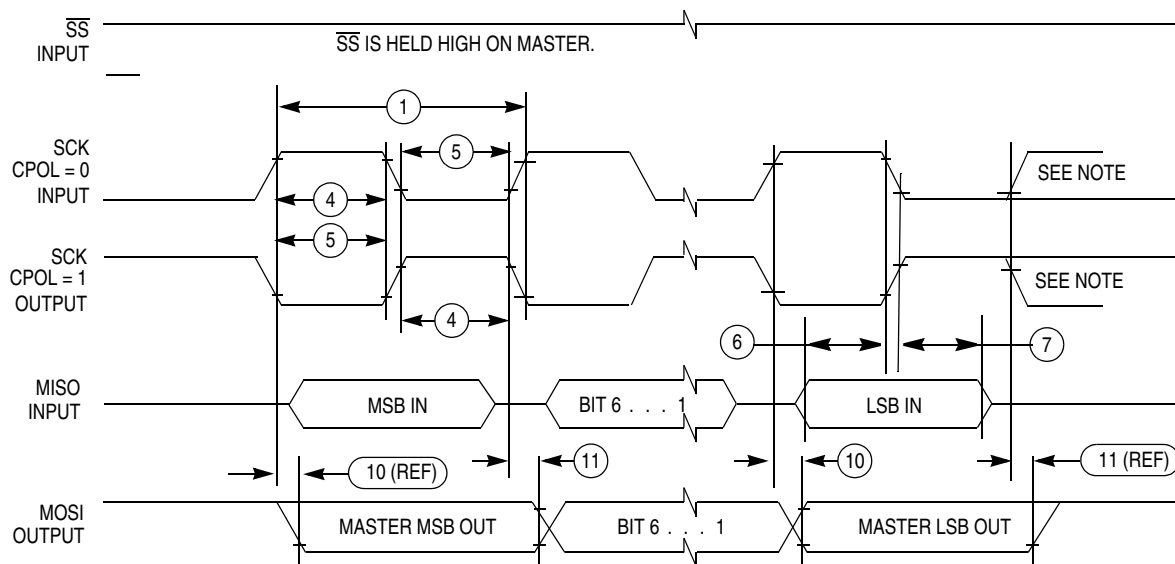 SS
INPUT
SS IS HELD HIGH ON MASTER.
1
SCK
CPOL = 0
INPUT
5
SEE NOTE
4
5
SCK
CPOL = 1
OUTPUT
SEE NOTE
4
6
7
MISO
INPUT
MSB IN
BIT 6 . . . 1
LSB IN
10 (REF)
11
10
11 (REF)
MOSI
OUTPUT
MASTER MSB OUT
BIT 6 . . . 1
MASTER LSB OUT